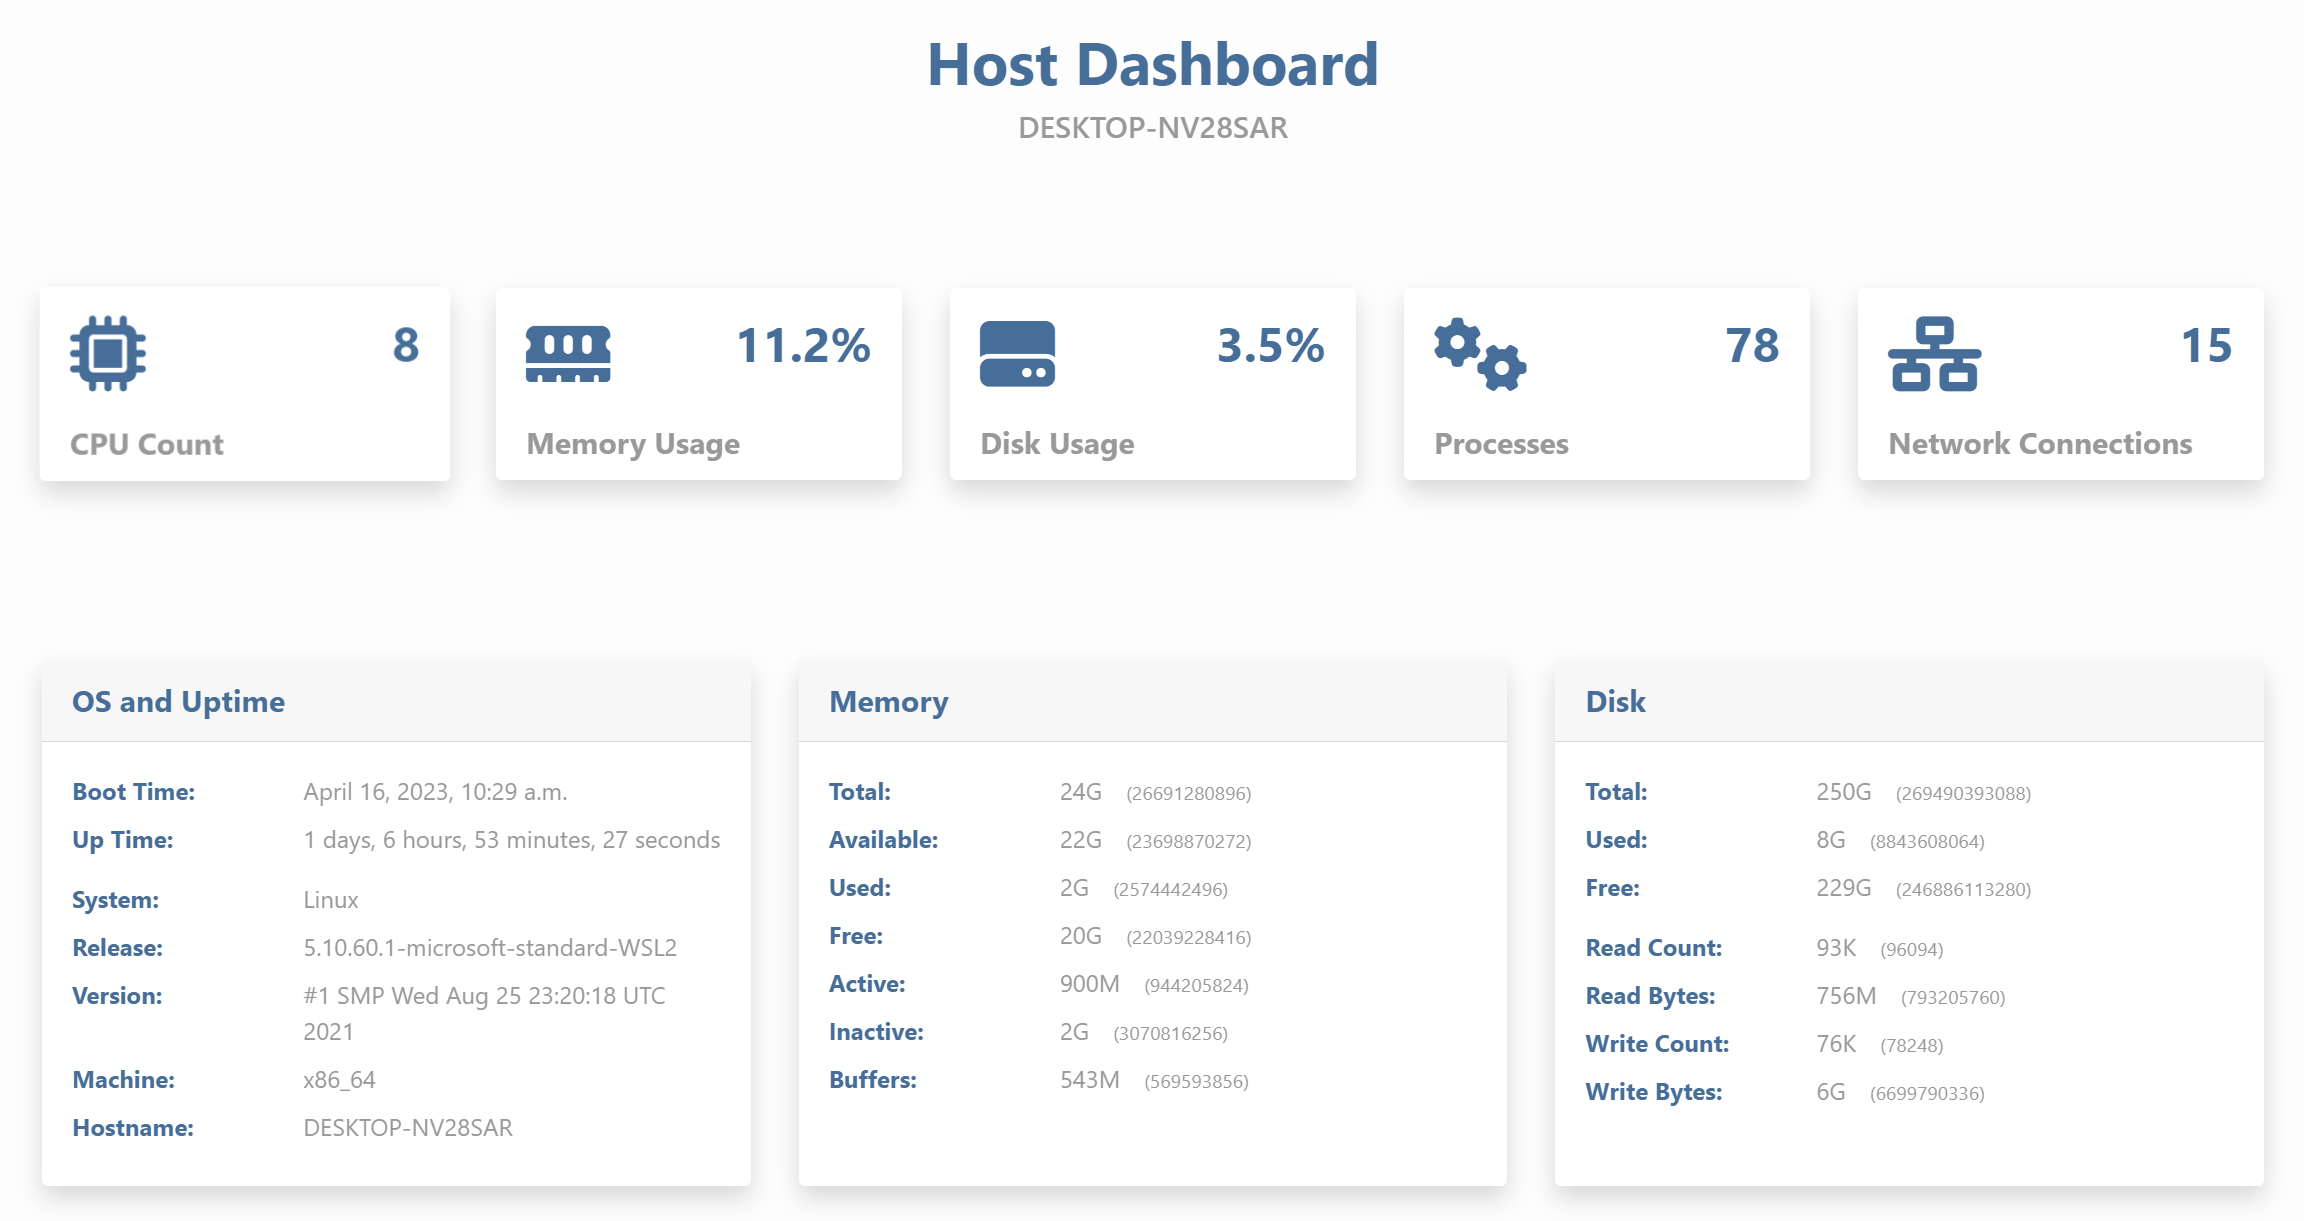 Host Dashboard
DESKTOP-NV28SAR
8
CPU Count
11.2%
Memory Usage
3.5%
Disk Usage
78
Processes
15
Network Connections
OS and Uptime
Boot Time: April 16, 2023, 10:29 a.m.
Up Time: 1 days, 6 hours, 53 minutes, 27 seconds
System: Linux
Release: 5.10.60.1-microsoft-standard-WSL2
Version: #1 SMP Wed Aug 25 23:20:18 UTC
2021
Machine: x86_64
Hostname: DESKTOP-NV28SAR
Memory
Total: 24G (26691280896)
Available: 22G (23698870272)
Used: 2G (2574442496)
Free: 20G (22039228416)
Active: 900M (944205824)
Inactive: 2G (3070816256)
Buffers: 543M (569593856)
Disk
Total: 250G (269490393088)
Used: 8G (8843608064)
Free: 229G (246886113280)
Read Count: 93K (96094)
Read Bytes: 756M (793205760)
Write Count: 76K (78248)
Write Bytes: 6G (6699790336)